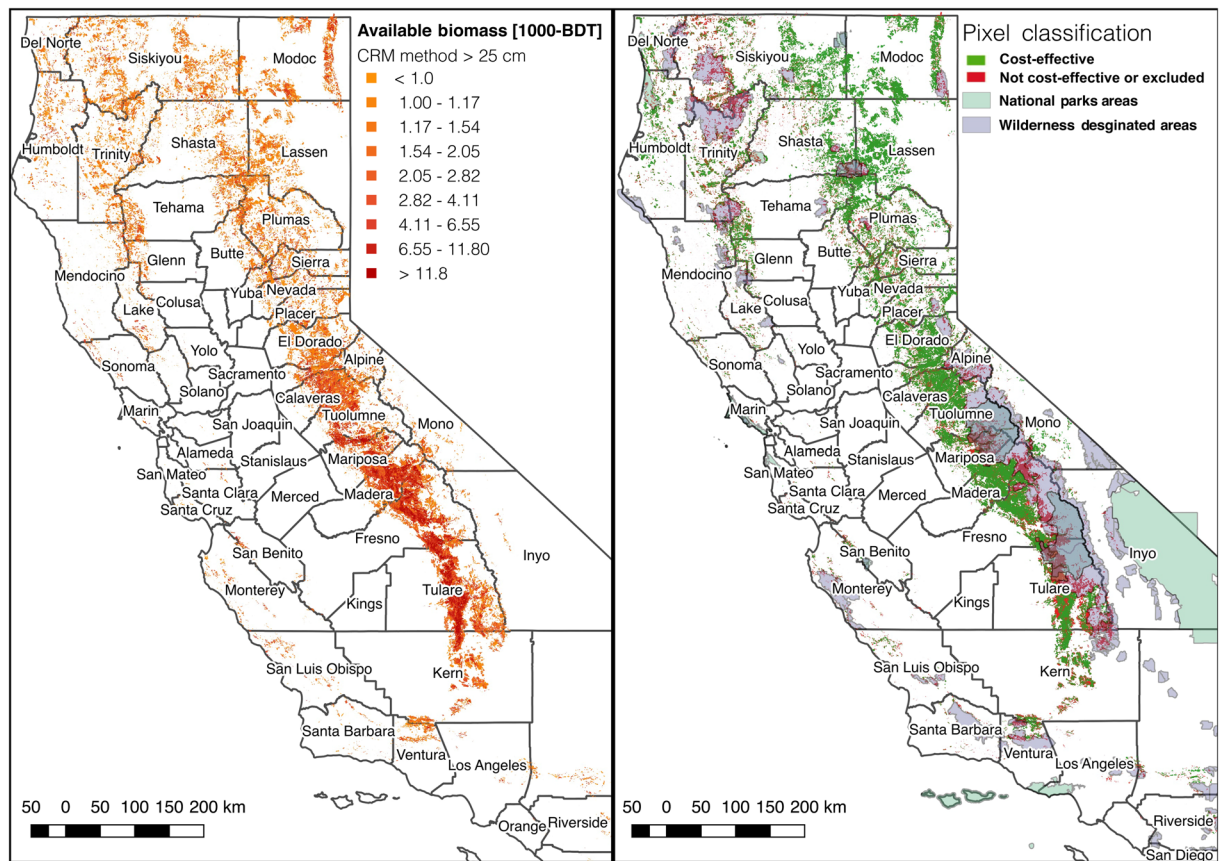 Available biomass [1000-BDT]
CRM method > 25 cm
< 1.0
1.00 - 1.17
1.17 - 1.54
1.54 - 2.05
2.05 - 2.82
2.82 - 4.11
4.11 - 6.55
6.55 - 11.80
> 11.8
Del Norte
Siskiyou
Modoc
Humboldt
Trinity
Shasta
Lassen
Tehama
Plumas
Butte
Glenn
Sierra
Mendocino
Colusa
Yuba
Nevada
Lake
Placer
El Dorado
Yolo
Sonoma
Alpine
Sacramento
Solano
Calaveras
Marin
Tuolumne
San Joaquin
Mono
Alameda
Stanislaus
Mariposa
San Mateo
Santa Clara
Merced
Madera
Santa Cruz
Fresno
San Benito
Inyo
Monterey
Kings
Tulare
San Luis Obispo
Kern
Santa Barbara
Ventura
Los Angeles
50 0 50 100 150 200 km
Orange
Riverside
Pixel classification
Cost-effective
Not cost-effective or excluded
National parks areas
Wilderness desginated areas
Del Norte
Siskiyou
Modoc
Humboldt
Trinity
Shasta
Lassen
Tehama
Plumas
Butte
Glenn
Sierra
Mendocino
Colusa
Yuba
Nevada
Lake
Placer
El Dorado
Yolo
Sonoma
Alpine
Sacramento
Solano
Calaveras
Marin
Tuolumne
San Joaquin
Mono
Alameda
Stanislaus
Mariposa
San Mateo
Santa Clara
Merced
Madera
Santa Cruz
Fresno
San Benito
Inyo
Monterey
Kings
Tulare
San Luis Obispo
Kern
Santa Barbara
Ventura
Los Angeles
50 0 50 100 150 200 km
Riverside
Orange
San Diego